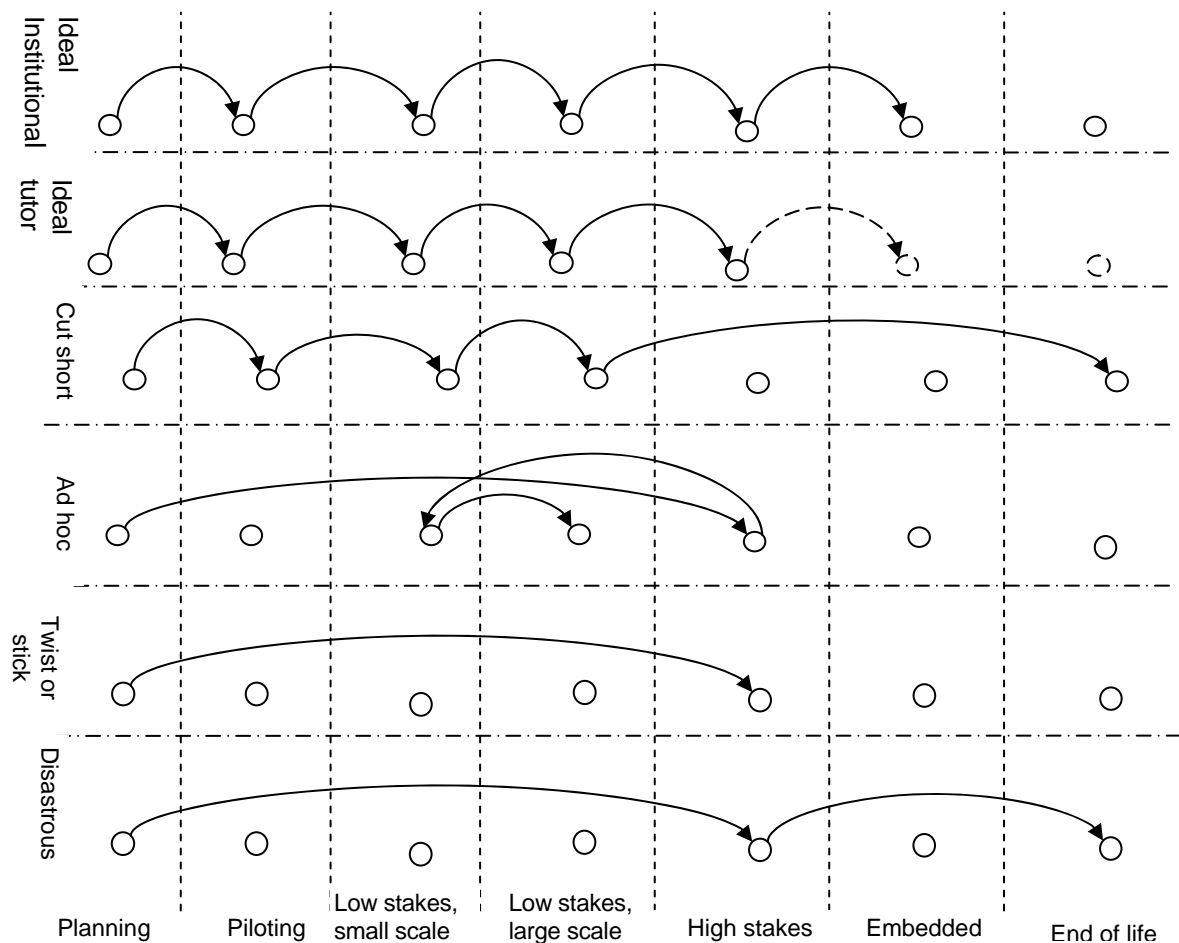 Ideal
Institutional
Ideal
tutor
Cut short
Ad hoc
Twist or
stick
Disastrous
Planning
Piloting
Low stakes,
small scale
Low stakes,
large scale
High stakes
Embedded
End of life